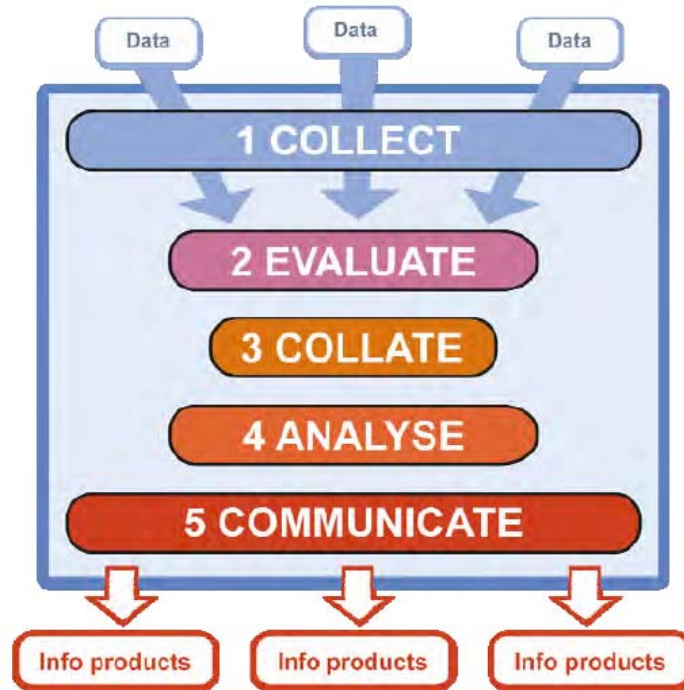 Data
Data
Data
1 COLLECT
2 EVALUATE
3 COLLATE
4 ANALYSE
5 COMMUNICATE
Info products
Info products
Info products